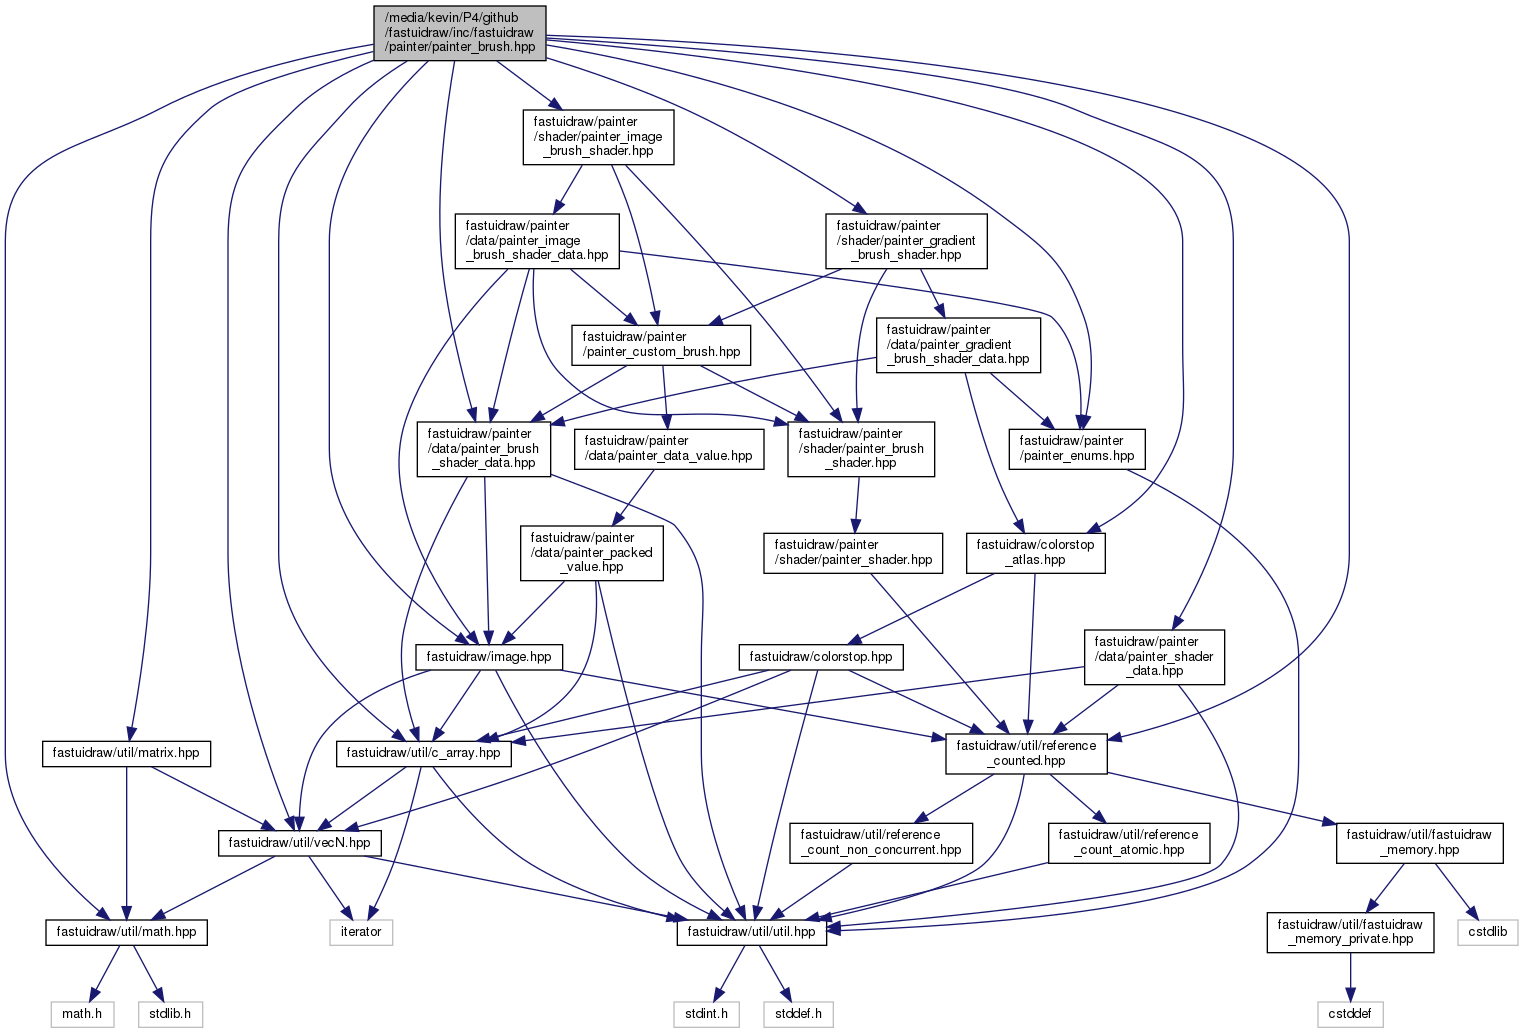 /media/kevin/P4/github
/fastuidraw/inc/fastuidraw
/painter/painter_brush.hpp
fastuidraw/painter
/shader/painter_image
_brush_shader.hpp
fastuidraw/painter
/data/painter_image
_brush_shader_data.hpp
fastuidraw/painter
/shader/painter_gradient
_brush_shader.hpp
fastuidraw/painter
/painter_custom_brush.hpp
fastuidraw/painter
/data/painter_gradient
_brush_shader_data.hpp
fastuidraw/painter
/data/painter_brush
_shader_data.hpp
fastuidraw/painter
/data/painter_data_value.hpp
fastuidraw/painter
/shader/painter_brush
_shader.hpp
fastuidraw/painter
/painter_enums.hpp
fastuidraw/painter
/data/painter_packed
_value.hpp
fastuidraw/painter
/shader/painter_shader.hpp
fastuidraw/colorstop
_atlas.hpp
fastuidraw/image.hpp
fastuidraw/colorstop.hpp
fastuidraw/painter
/data/painter_shader
_data.hpp
fastuidraw/util/matrix.hpp
fastuidraw/util/c_array.hpp
fastuidraw/util/reference
_counted.hpp
fastuidraw/util/vecN.hpp
fastuidraw/util/reference
_count_non_concurrent.hpp
fastuidraw/util/reference
_count_atomic.hpp
fastuidraw/util/fastuidraw
_memory.hpp
fastuidraw/util/math.hpp
iterator
fastuidraw/util/util.hpp
fastuidraw/util/fastuidraw
_memory_private.hpp
cstdlib
math.h
stdlib.h
stdint.h
stddef.h
cstddef